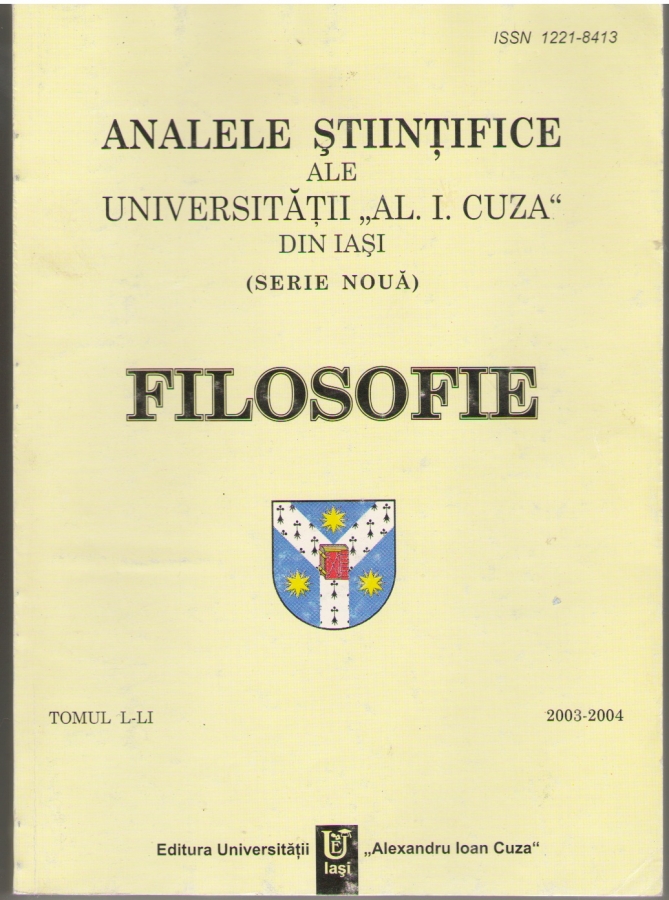 ISSN 1221-8413
ANALELE ŞTIINŢIFICE
ALE
UNIVERSITĂŢII „AL. I. CUZA“
DIN IAŞI
(SERIE NOUĂ)
FILOSOFIE
TOMUL L-LI
2003-2004
Editura Universităţii
Iaşi
„Alexandru Ioan Cuza“